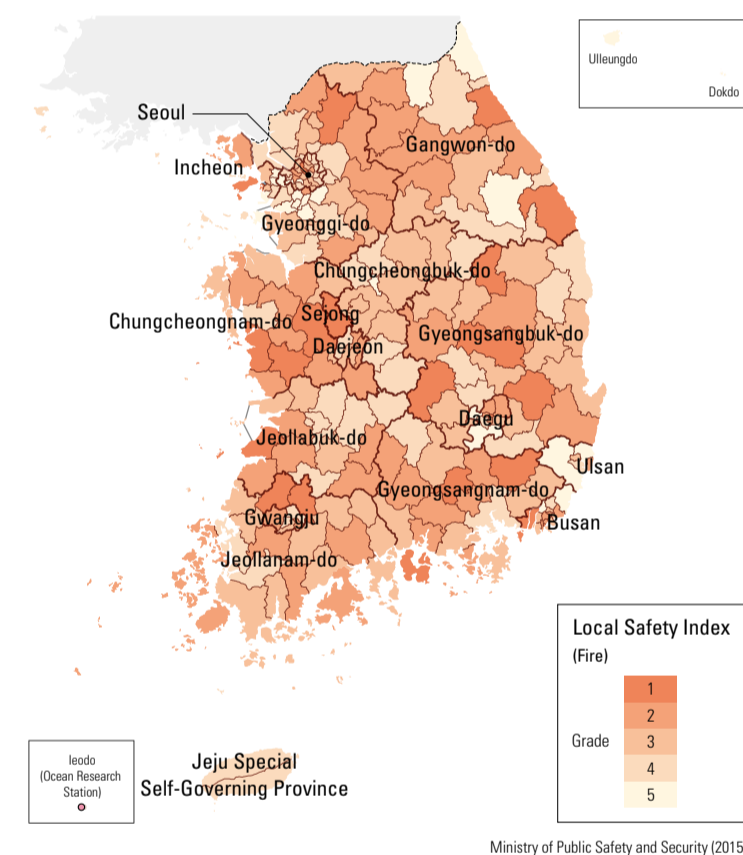 Ulleungdo
Dokdo
Seoul
Gangwon-do
Incheon
Gyeonggi-do
Chungcheongbuk-do
Sejong
Chungcheongnam-do
Gyeongsangbuk-do
Daejeon
Daegu
Jeollabuk-do
Ulsan
Gyeongsangnam-do
Gwangju
Busan
Jeollanam-do
Local Safety Index
(Fire)
1
2
Grade 3
4
5
Ieodo
(Ocean Research
Station)
Jeju Special
Self-Governing Province
Ministry of Public Safety and Security (2015